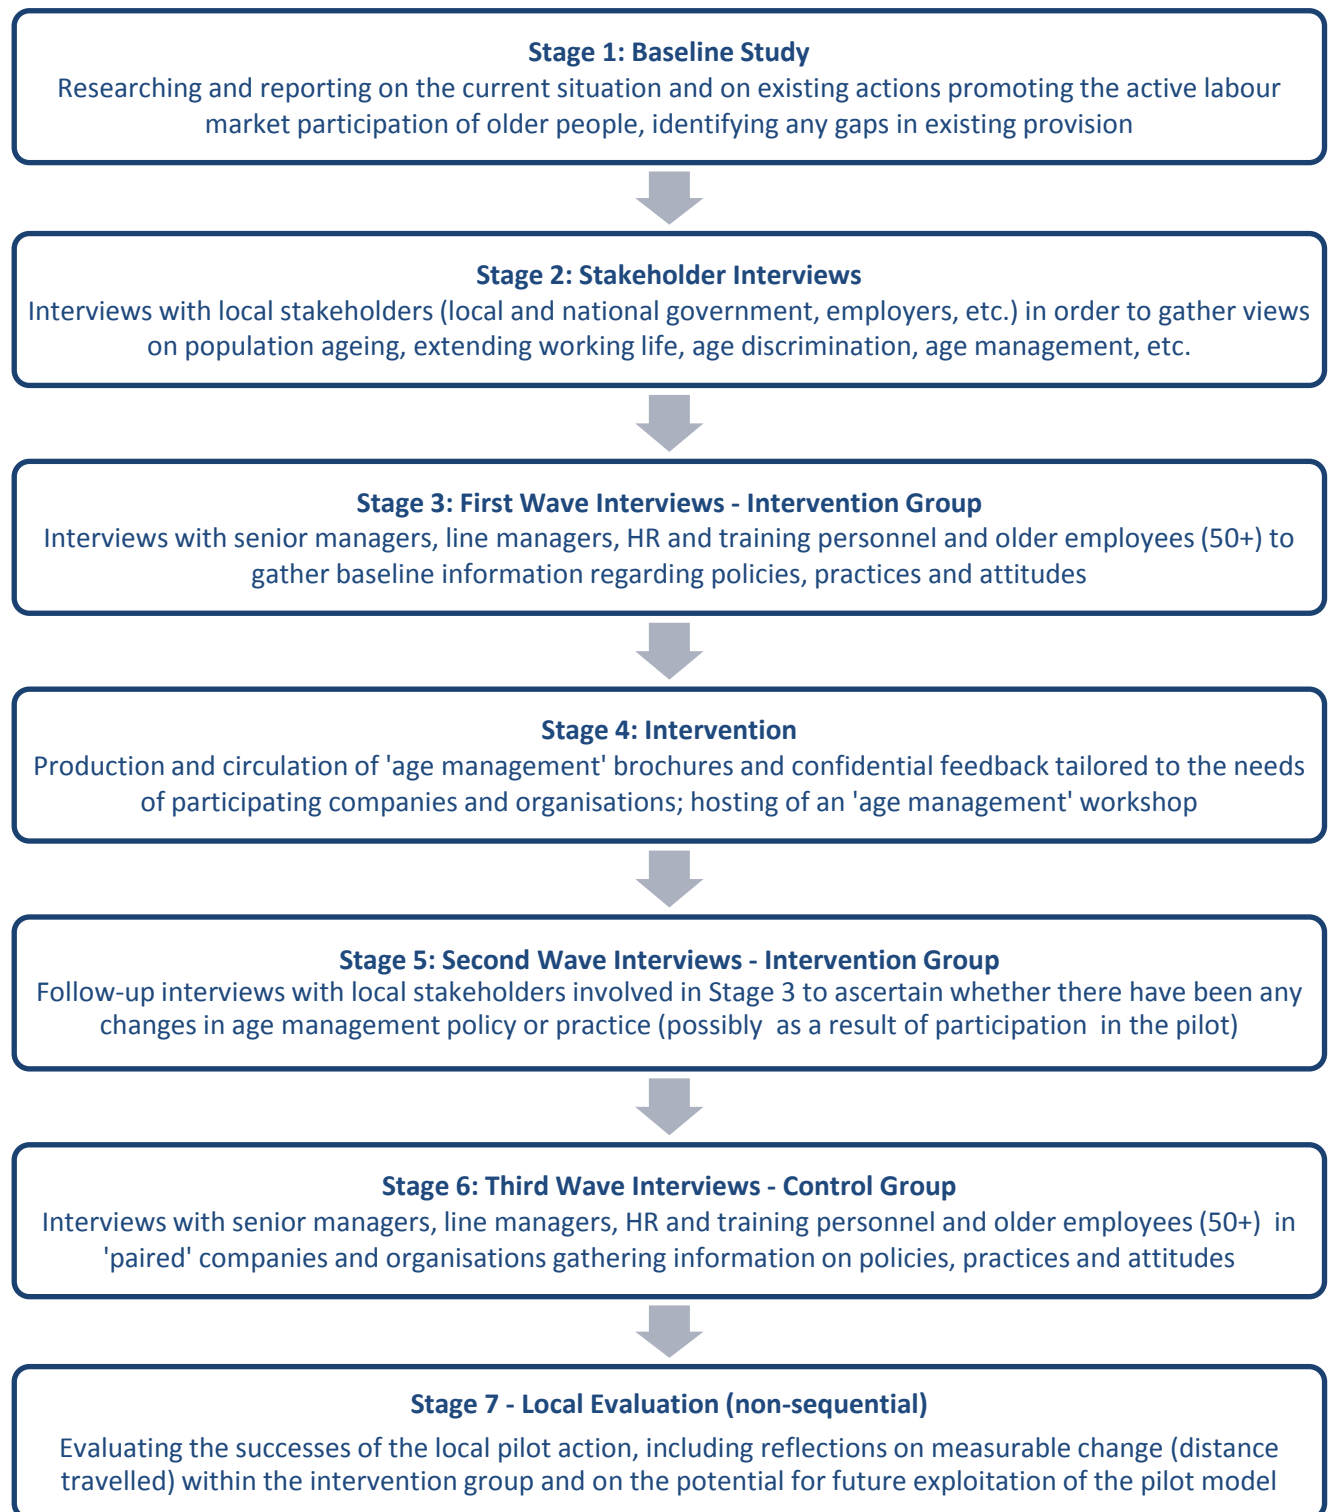 Stage 1: Baseline Study
Researching and reporting on the current situation and on existing actions promoting the active labour
market participation of older people, identifying any gaps in existing provision
Stage 2: Stakeholder Interviews
Interviews with local stakeholders (local and national government, employers, etc.) in order to gather views
on population ageing, extending working life, age discrimination, age management, etc.
Stage 3: First Wave Interviews - Intervention Group
Interviews with senior managers, line managers, HR and training personnel and older employees (50+) to
gather baseline information regarding policies, practices and attitudes
Stage 4: Intervention
Production and circulation of 'age management' brochures and confidential feedback tailored to the needs
of participating companies and organisations; hosting of an 'age management' workshop
Stage 5: Second Wave Interviews - Intervention Group
Follow-up interviews with local stakeholders involved in Stage 3 to ascertain whether there have been any
changes in age management policy or practice (possibly as a result of participation in the pilot)
Stage 6: Third Wave Interviews - Control Group
Interviews with senior managers, line managers, HR and training personnel and older employees (50+) in
'paired' companies and organisations gathering information on policies, practices and attitudes
Stage 7 - Local Evaluation (non-sequential)
Evaluating the successes of the local pilot action, including reflections on measurable change (distance
travelled) within the intervention group and on the potential for future exploitation of the pilot model